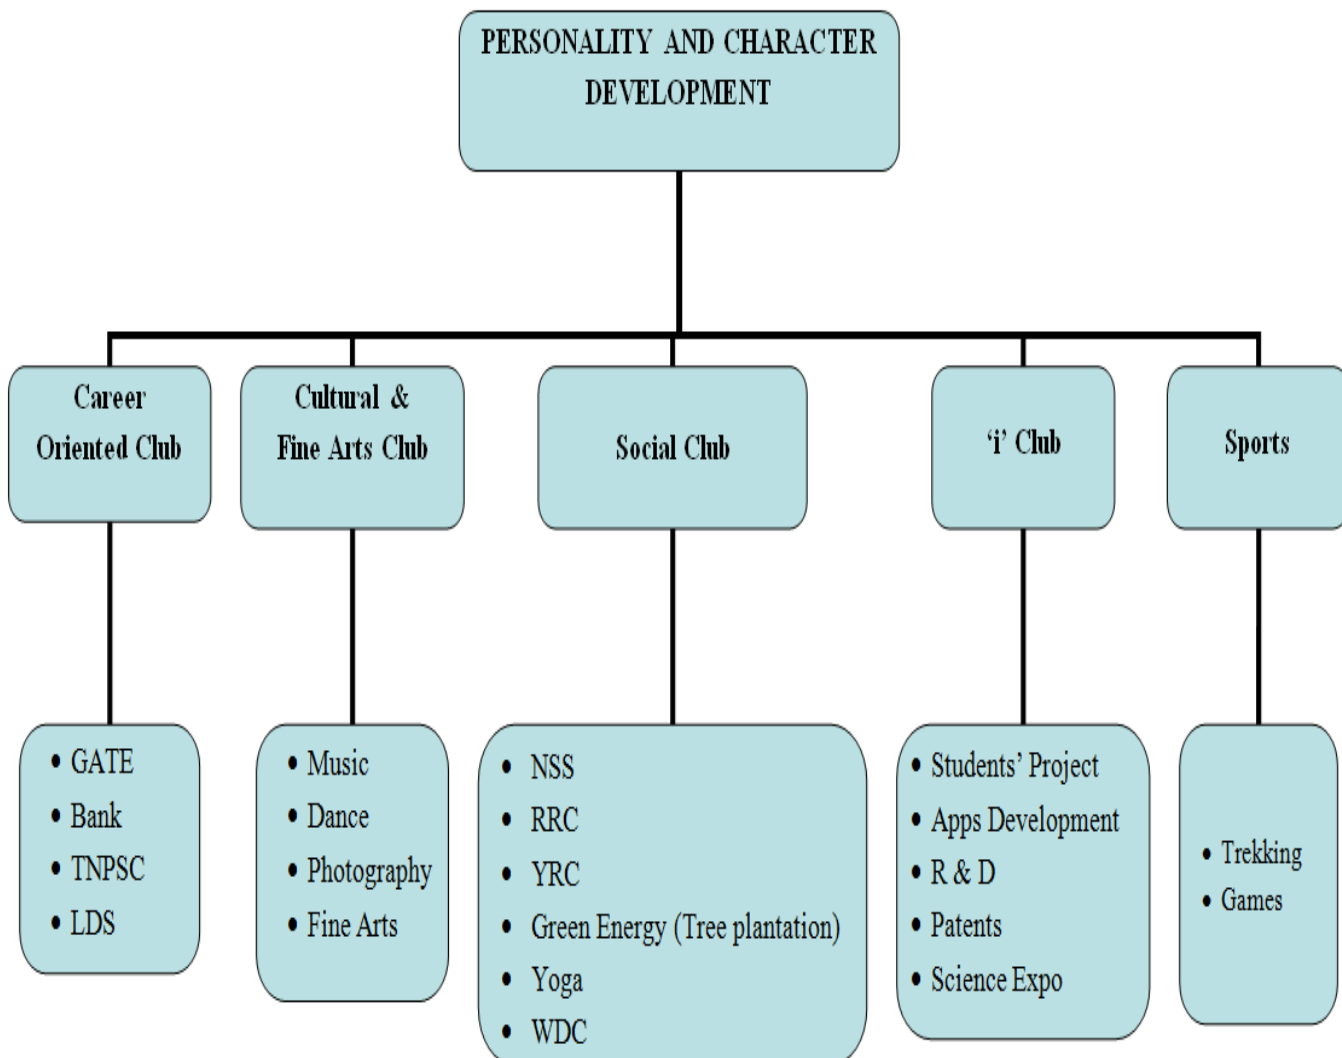 PERSONALITY AND CHARACTER
DEVELOPMENT
Career
Oriented Club
Cultural &
Fine Arts Club
Social Club
‘i’ Club
Sports
• GATE
• Bank
• TNPSC
• LDS
• Music
• Dance
• Photography
• Fine Arts
• NSS
• RRC
• YRC
• Green Energy (Tree plantation)
• Yoga
• WDC
• Students’ Project
• Apps Development
• R & D
• Patents
• Science Expo
• Trekking
• Games